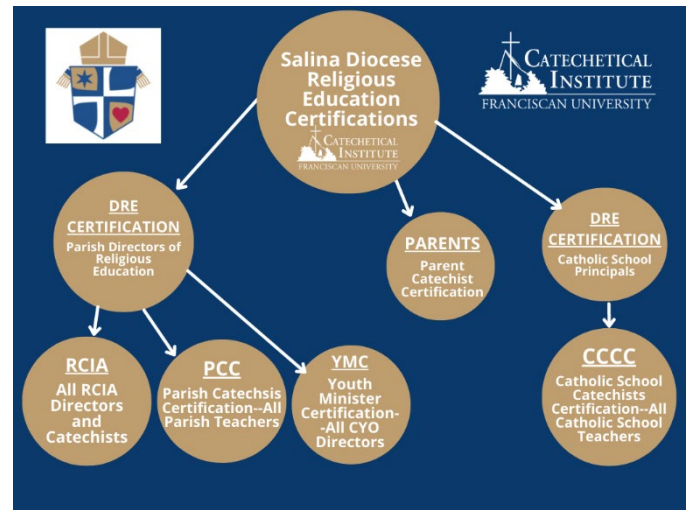 Salina Diocese
Religious
Education
Certifications
CATECHETICAL
INSTITUTE
FRANCISCAN UNIVERSITY
CATECHETICAL
INSTITUTE
FRANCISCAN UNIVERSITY
DRE
CERTIFICATION
Parish Directors of
Religious
Education
PARENTS
Parent
Catechist
Certification
DRE
CERTIFICATION
Catholic School
Principals
RCIA
All RCIA
Directors
and
Catechists
PCC
Parish Catechsis
Certification--All
Parish Teachers
YMC
Youth
Minister
Certification-
-All CYO
Directors
CCCC
Catholic School
Catechists
Certification--All
Catholic School
Teachers